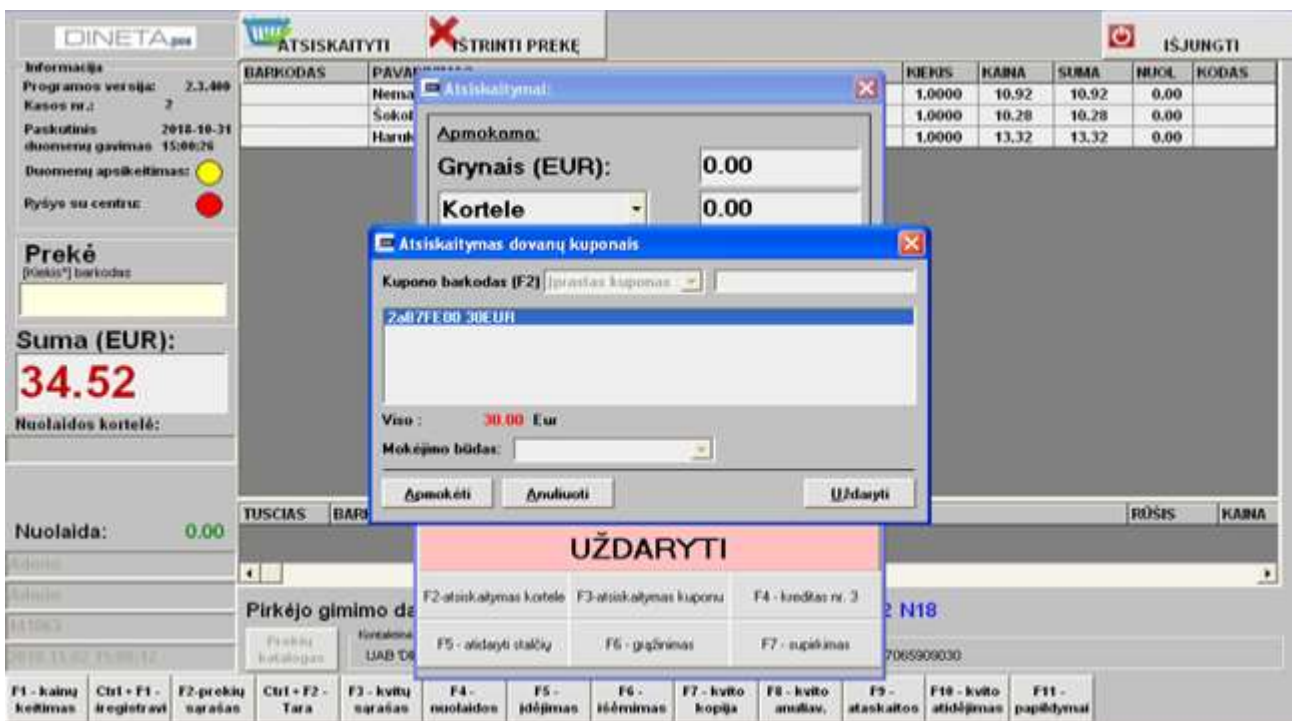 DINETA.pos
ATSISKAITYTI
IŠTRINTI PREKĘ
IŠJUNGTI
Informacija
Programos versija: 2.3.400
Kasos nr.: 2
Paskutinis 2018-10-31
duomenų gavimas 15:00:26
Duomenų apsikeitimas:
Ryšys su centru:
Prekė
[Kiekis*] barkodas
Suma (EUR):
34.52
Nuolaidos kortelė:
Nuolaida: 0.00
BARKODAS KIEKIS KAINA SUMA NUOL KODAS
Nema 1.0000 10.92 10.92 0.00
Šokol 1.0000 10.28 10.28 0.00
Haruk 1.0000 13.32 13.32 0.00
Atsiskaitymai:
Apmokama:
Grynais (EUR): 0.00
Kortele 0.00
Atsiskaitymas dovanų kuponais
Kupono barkodas (F2) Įprastas kuponas
30EUR
Viso : 30.00 Eur
Mokėjimo būdas:
Apmokėti Anuliuoti Uždaryti
TUSCIAS BAR RŪŠIS KAINA
UŽDARYTI
F2-atsiskaitymas kortele F3-atsiskaitymas kuponu F4 - kreditas nr. 3
F5 - atidaryti stalčių F6 - grąžinimas F7 - supirkimas
Pirkėjo gimimo da
2 N18
Prekių
katalogas
UAB "DI
7065909030
F1 - kainų keitimas
Ctrl + F1 - iregistravi
F2-prekių sąrašas
Ctrl + F2 - Tara
F3 - kvitų sąrašas
F4 - nuolaidos
F5 - įdėjimas
F6 - išėmimas
F7 - kvito kopija
F8 - kvito anuliav.
F9 - ataskaitos
F10 - kvito atidėjimas
F11 - papildymai